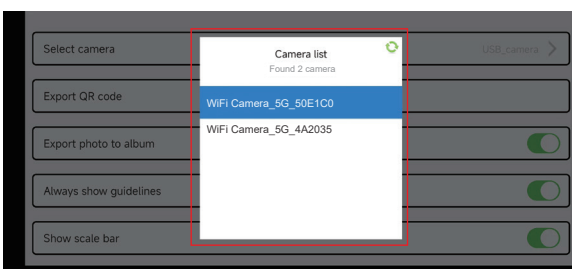 Select camera
USB_camera
Camera list
Found 2 camera
Export QR code
WiFi Camera_5G_50E1C0
WiFi Camera_5G_4A2035
Export photo to album
Always show guidelines
Show scale bar